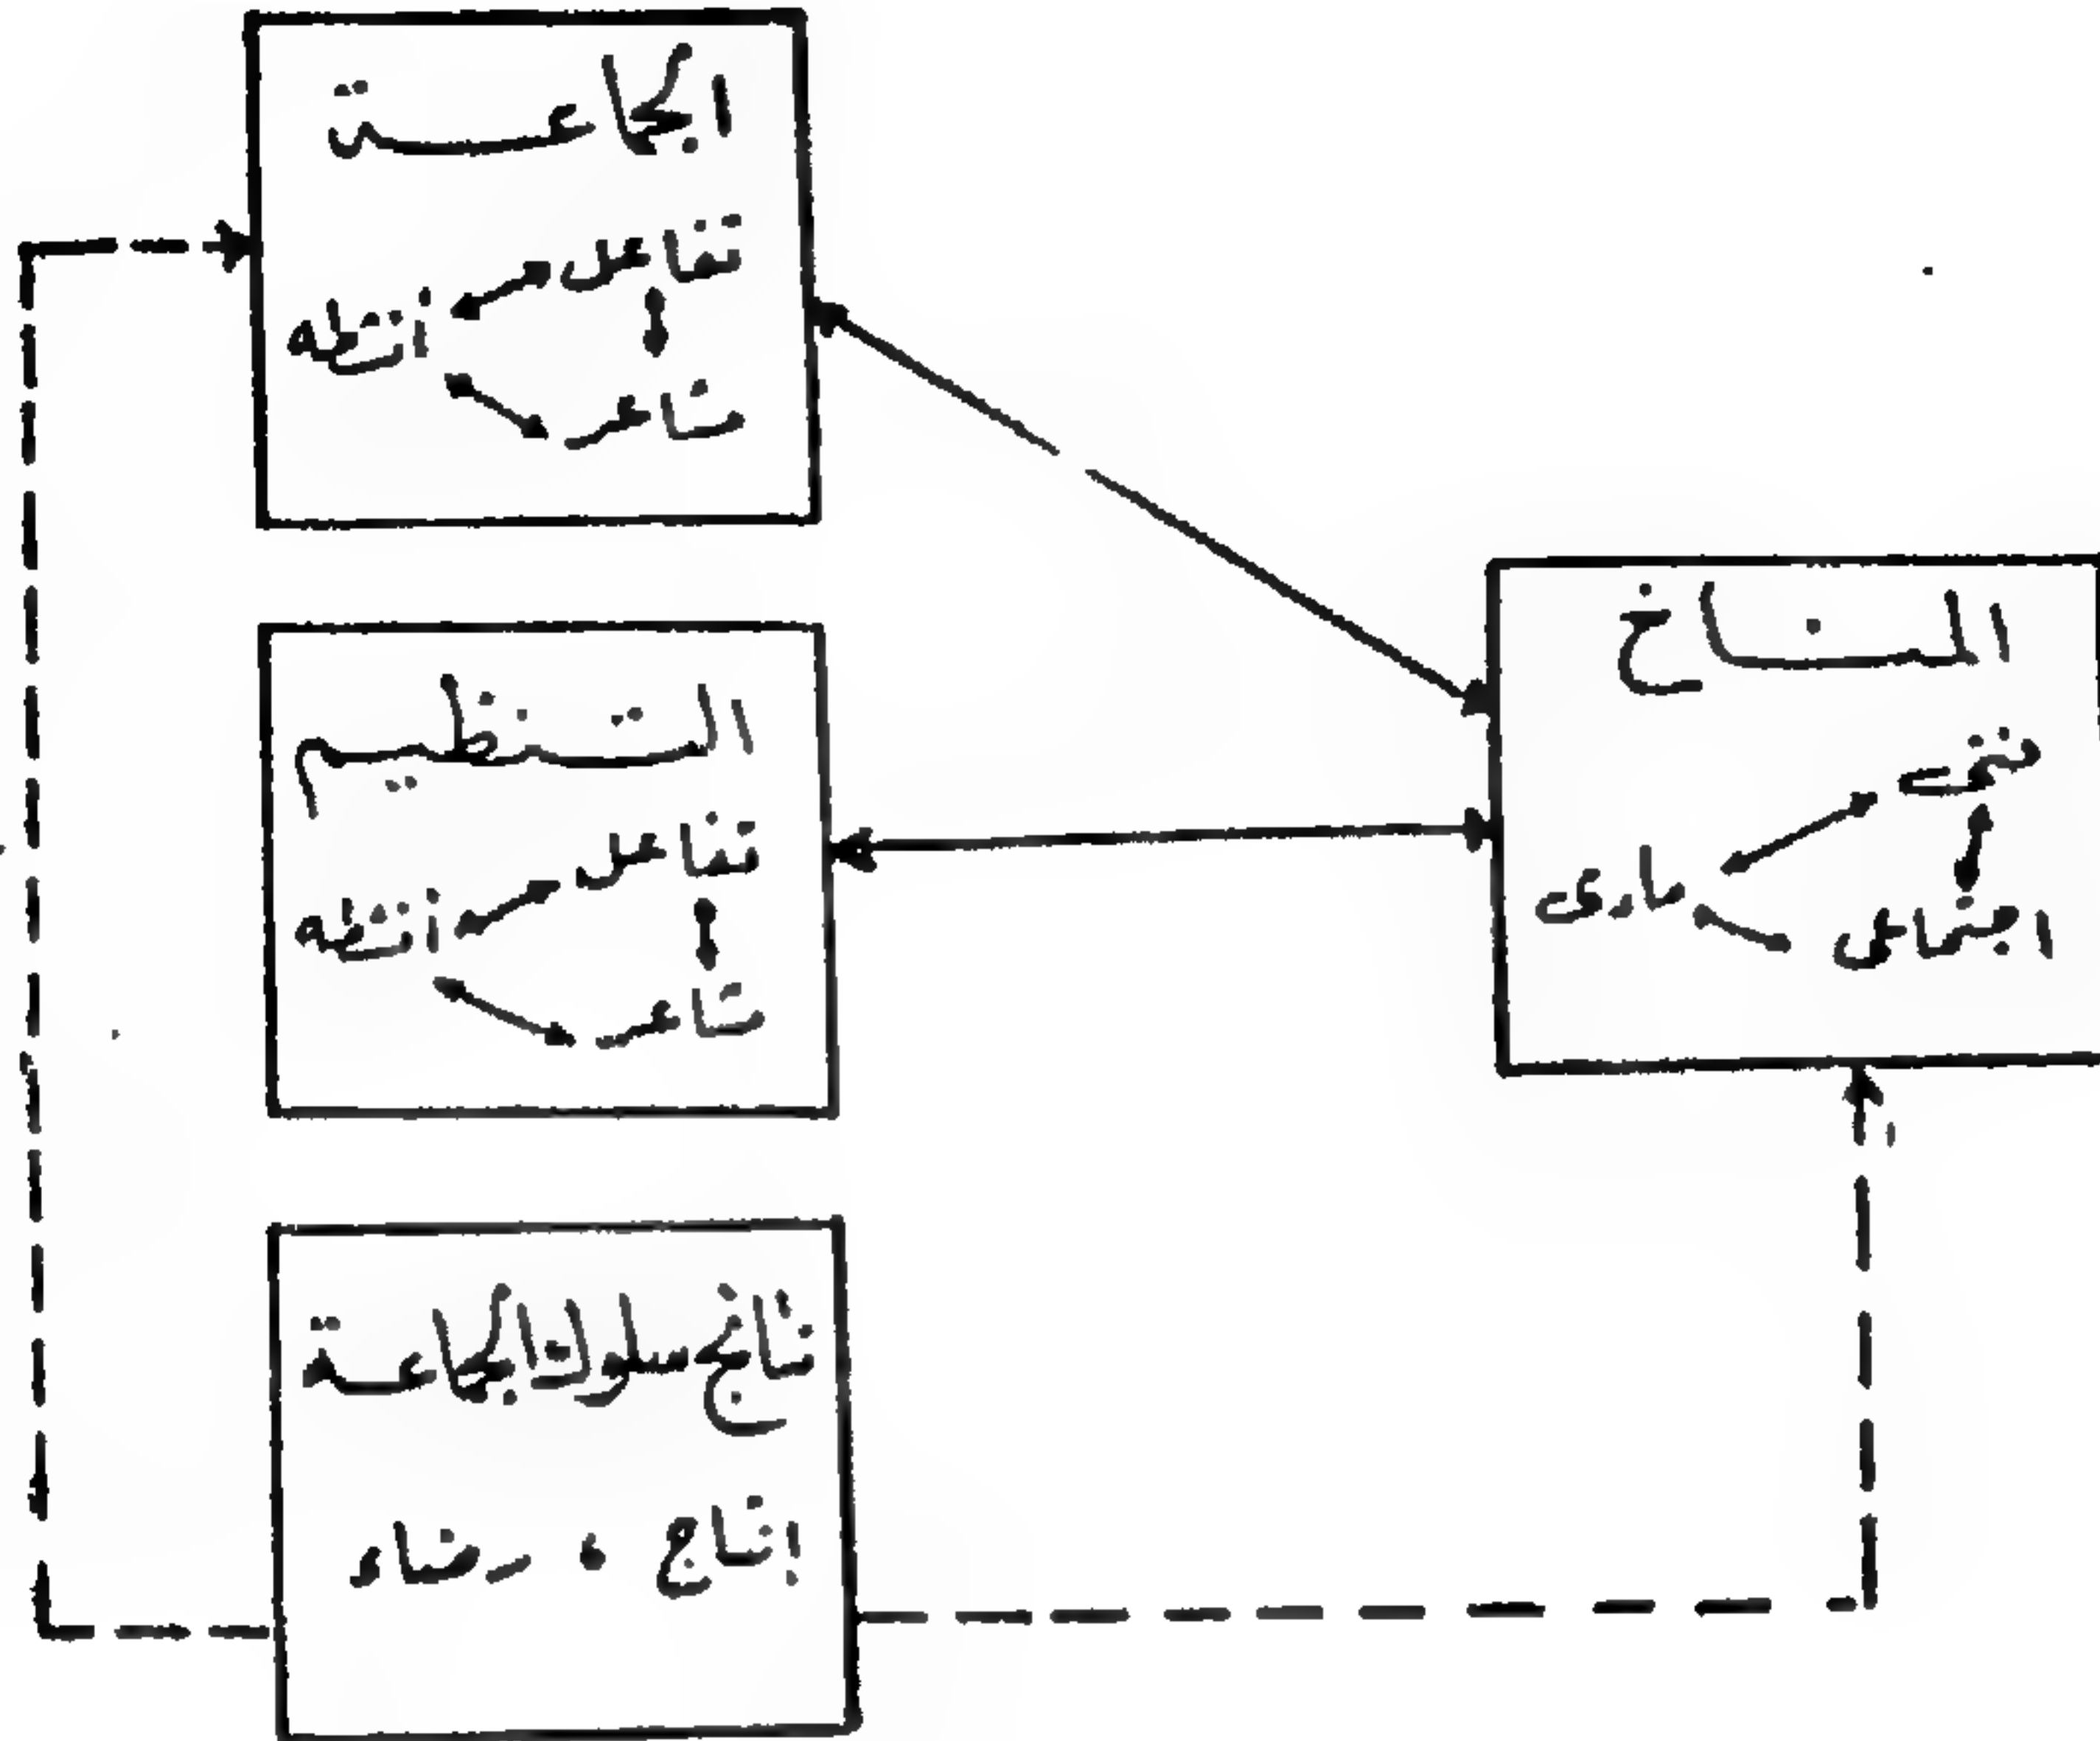 الجماعة
تفاعل
أنشطه
مشاعر
المناخ
فنى
مادى
اجتماعى
التنظيم
تفاعل
أنشطه
مشاعر
نتائج سلوك الجماعة
إنتاج ، رضاء